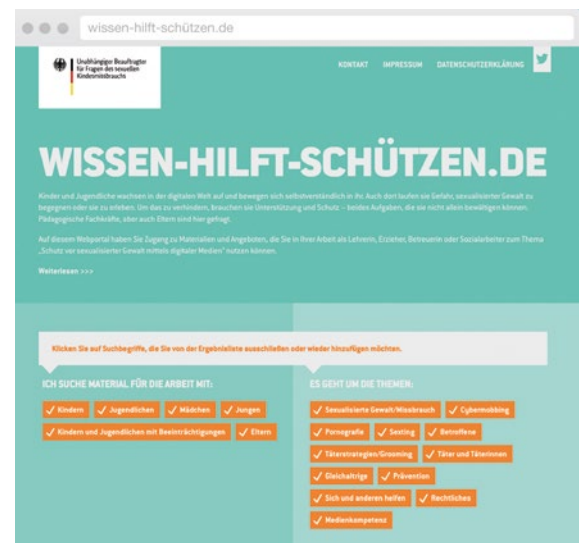 wissen-hilft-schützen.de
Unabhängiger Beauftragter
für Fragen des sexuellen
Kindesmissbrauchs
KONTAKT IMPRESSUM DATENSCHUTZERKLÄRUNG
WISSEN-HILFT-SCHÜTZEN.DE
Kinder und Jugendliche wachsen in der digitalen Welt auf und bewegen sich selbstverständlich in ihr. Auch dort laufen sie Gefahr, sexualisierter Gewalt zu
begegnen oder sie zu erleben. Um das zu verhindern, brauchen sie Unterstützung und Schutz – beides Aufgaben, die sie nicht allein bewältigen können.
Pädagogische Fachkräfte, aber auch Eltern sind hier gefragt.
Auf diesem Webportal haben Sie Zugang zu Materialien und Angeboten, die Sie in Ihrer Arbeit als Lehrerin, Erzieher, Betreuerin oder Sozialarbeiter zum Thema
„Schutz vor sexualisierter Gewalt mittels digitaler Medien" nutzen können.
Weiterlesen >>>
Klicken Sie auf Suchbegriffe, die Sie von der Ergebnisliste ausschließen oder wieder hinzufügen möchten.
ICH SUCHE MATERIAL FÜR DIE ARBEIT MIT:
✓ Kindern ✓ Jugendlichen ✓ Mädchen ✓ Jungen
✓ Kindern und Jugendlichen mit Beeinträchtigungen ✓ Eltern
ES GEHT UM DIE THEMEN:
✓ Sexualisierte Gewalt/Missbrauch ✓ Cybermobbing
✓ Pornografie ✓ Sexting ✓ Betroffene
✓ Täterstrategien/Grooming ✓ Täter und Täterinnen
✓ Gleichaltrige ✓ Prävention
✓ Sich und anderen helfen ✓ Rechtliches
✓ Medienkompetenz